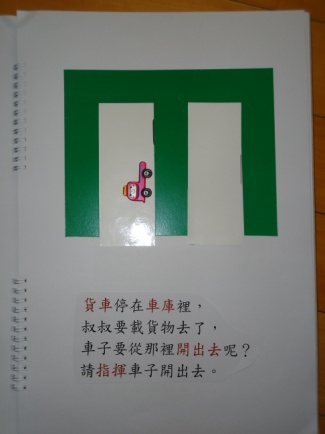 貨車停在車庫裡，
叔叔要載貨物去了，
車子要從那裡開出去呢？
請指揮車子開出去。